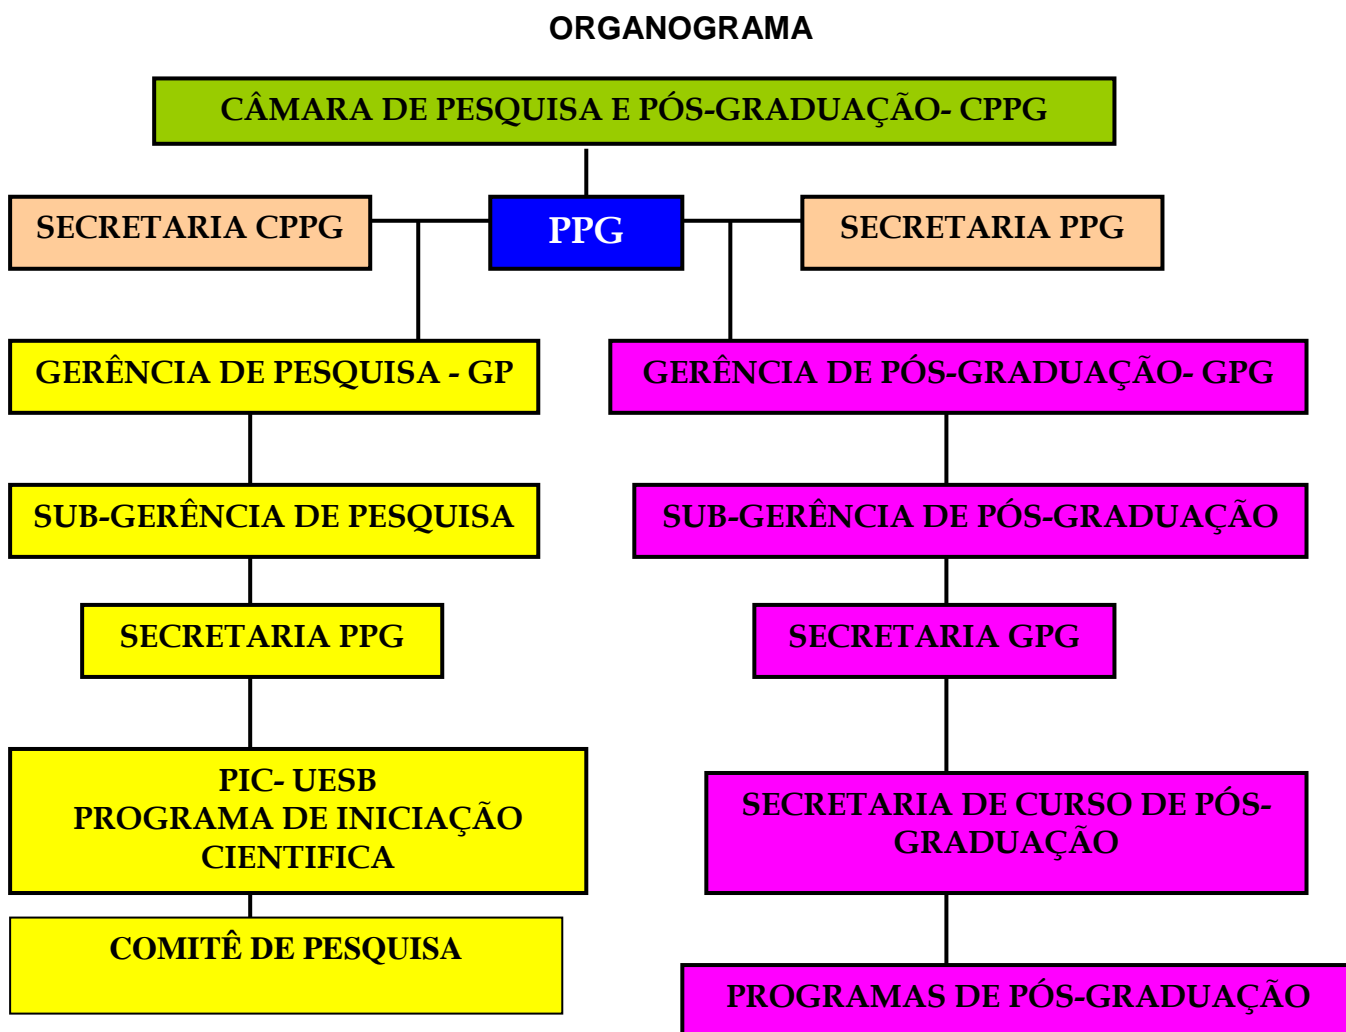 ORGANOGRAMA
CÂMARA DE PESQUISA E PÓS-GRADUAÇÃO- CPPG
SECRETARIA CPPG
PPG
SECRETARIA PPG
GERÊNCIA DE PESQUISA - GP
GERÊNCIA DE PÓS-GRADUAÇÃO- GPG
SUB-GERÊNCIA DE PESQUISA
SUB-GERÊNCIA DE PÓS-GRADUAÇÃO
SECRETARIA PPG
SECRETARIA GPG
PIC- UESB
PROGRAMA DE INICIAÇÃO
CIENTIFICA
SECRETARIA DE CURSO DE PÓS-
GRADUAÇÃO
COMITÊ DE PESQUISA
PROGRAMAS DE PÓS-GRADUAÇÃO